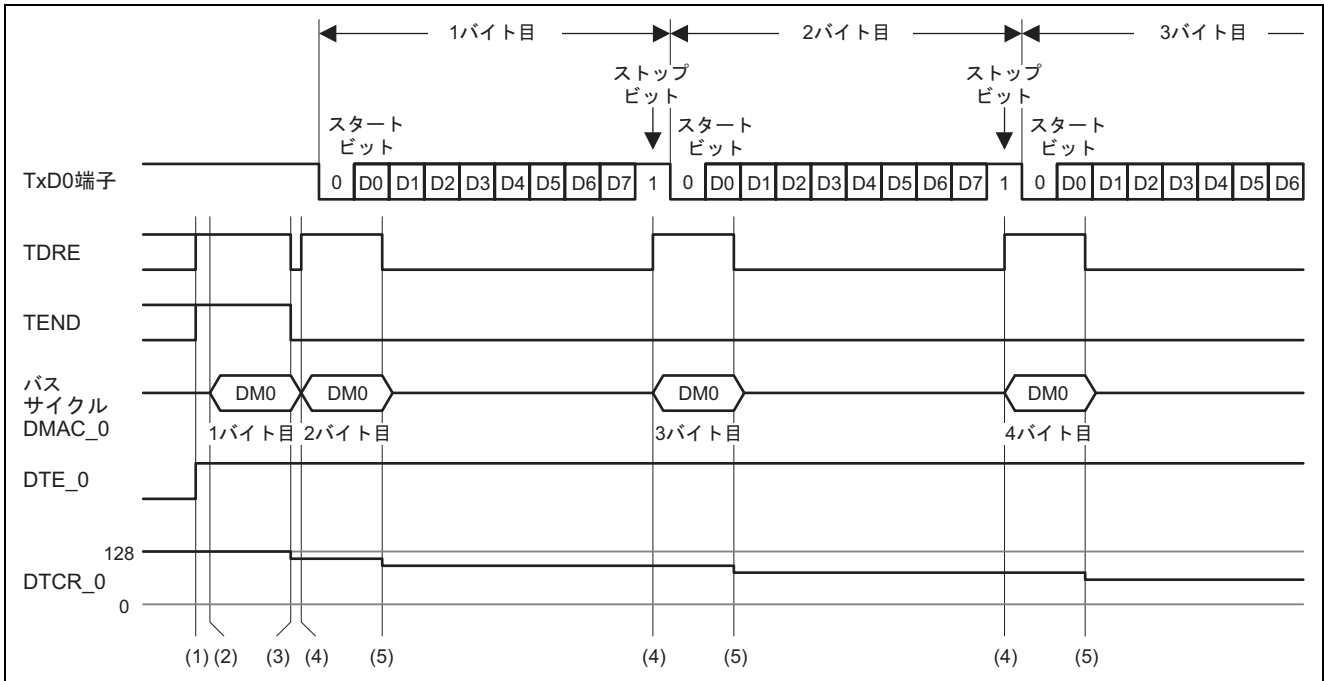 1バイト目 2バイト目 3バイト目
ストップ ストップ
ビット ビット
スタート スタート スタート
ビット ビット ビット
TxD0端子 0 D0 D1 D2 D3 D4 D5 D6 D7 1 0 D0 D1 D2 D3 D4 D5 D6 D7 1 0 D0 D1 D2 D3 D4 D5 D6
TDRE
TEND
バス
サイクル DM0 DM0 DM0 DM0
DMAC_0
1バイト目 2バイト目 3バイト目 4バイト目
DTE_0
128
DTCR_0
0
(1) (2) (3) (4) (5) (4) (5) (4) (5)